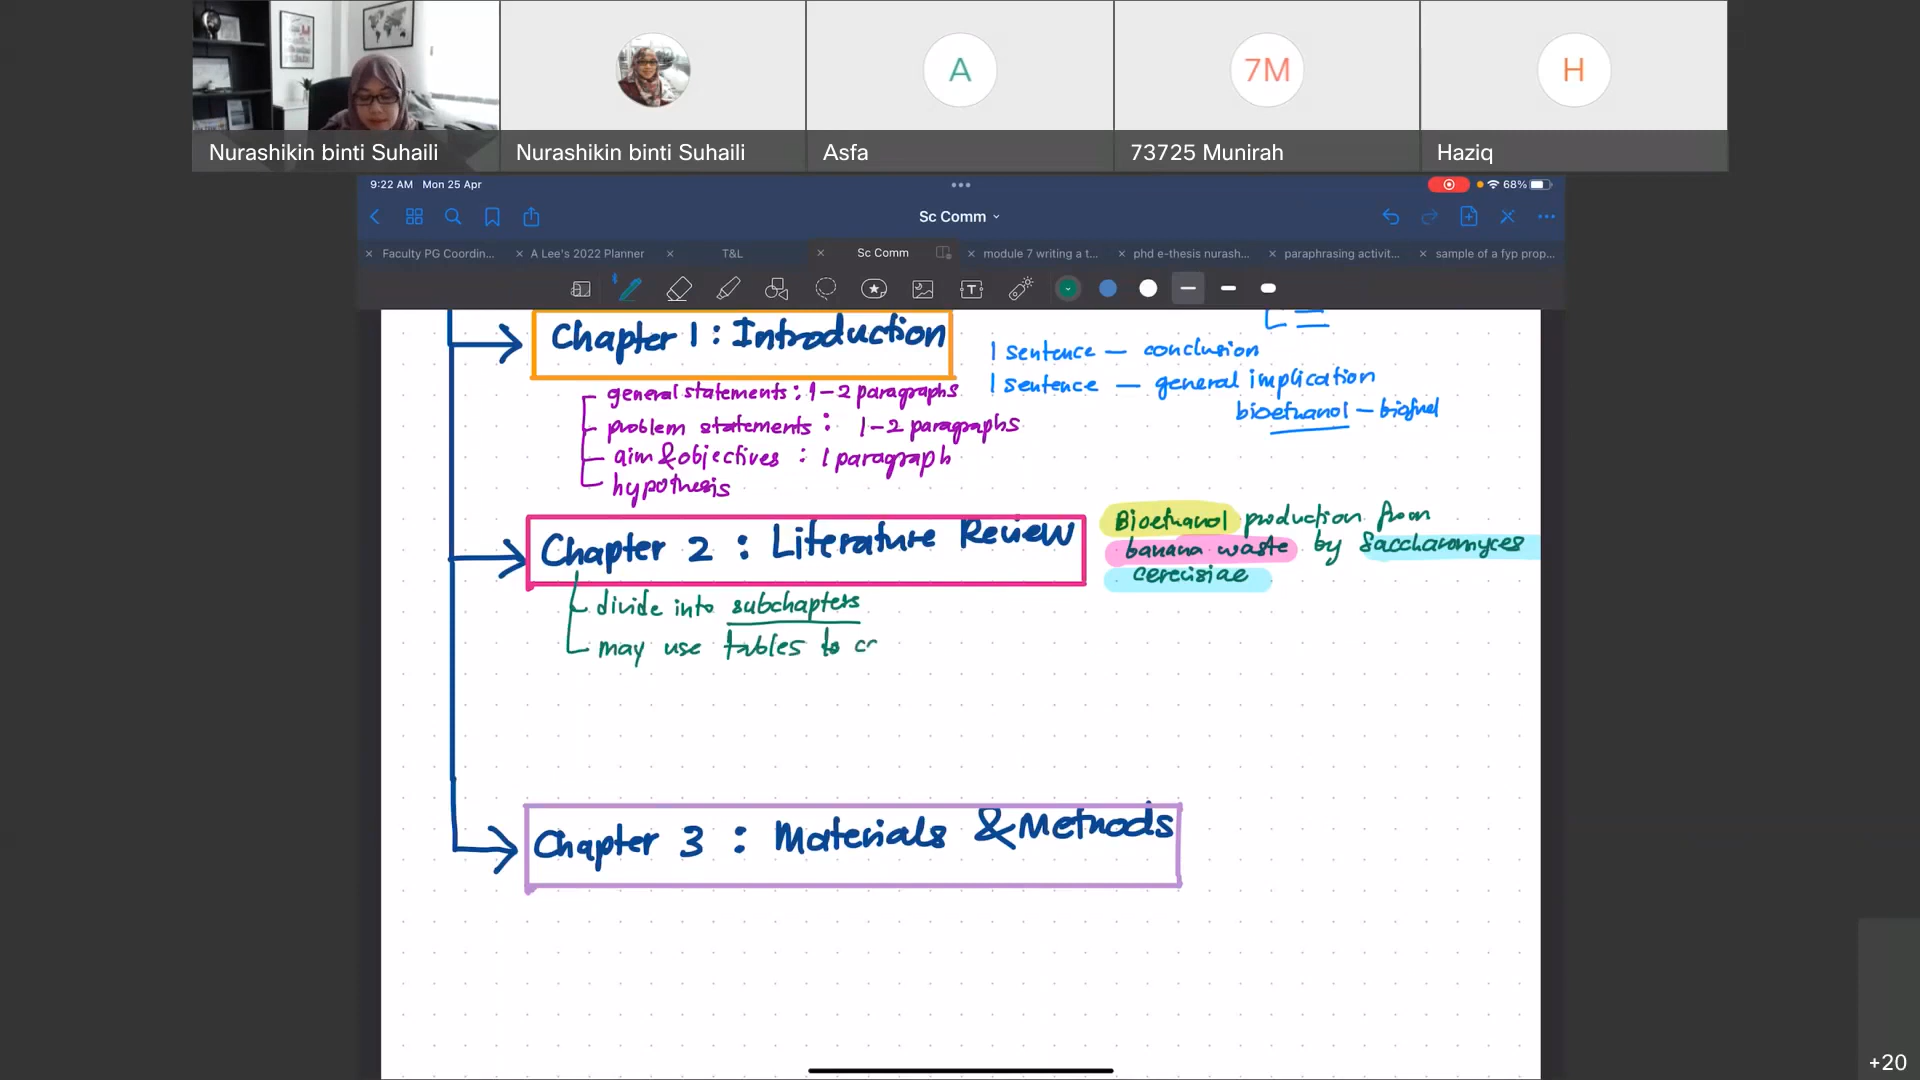 A
7M
H
Nurashikin binti Suhaili
Nurashikin binti Suhaili
Asfa
73725 Munirah
Haziq
9:22 AM Mon 25 Apr
68%
Sc Comm
Faculty PG Coordin...
A Lee's 2022 Planner
T&L
Sc Comm
module 7 writing a t...
phd e-thesis nurash...
paraphrasing activit...
sample of a fyp prop...
Chapter 1 : Introduction
1 sentence — conclusion
1 sentence — general implication
bioethanol — biofuel
general statements : 1-2 paragraphs
problem statements : 1-2 paragraphs
aim & objectives : 1 paragraph
hypothesis
Chapter 2 : Literature Review
Bioethanol production from
banana waste by Saccharomyces
cerecisiae
divide into subchapters
may use tables to co
Chapter 3 : Materials & Methods
+20